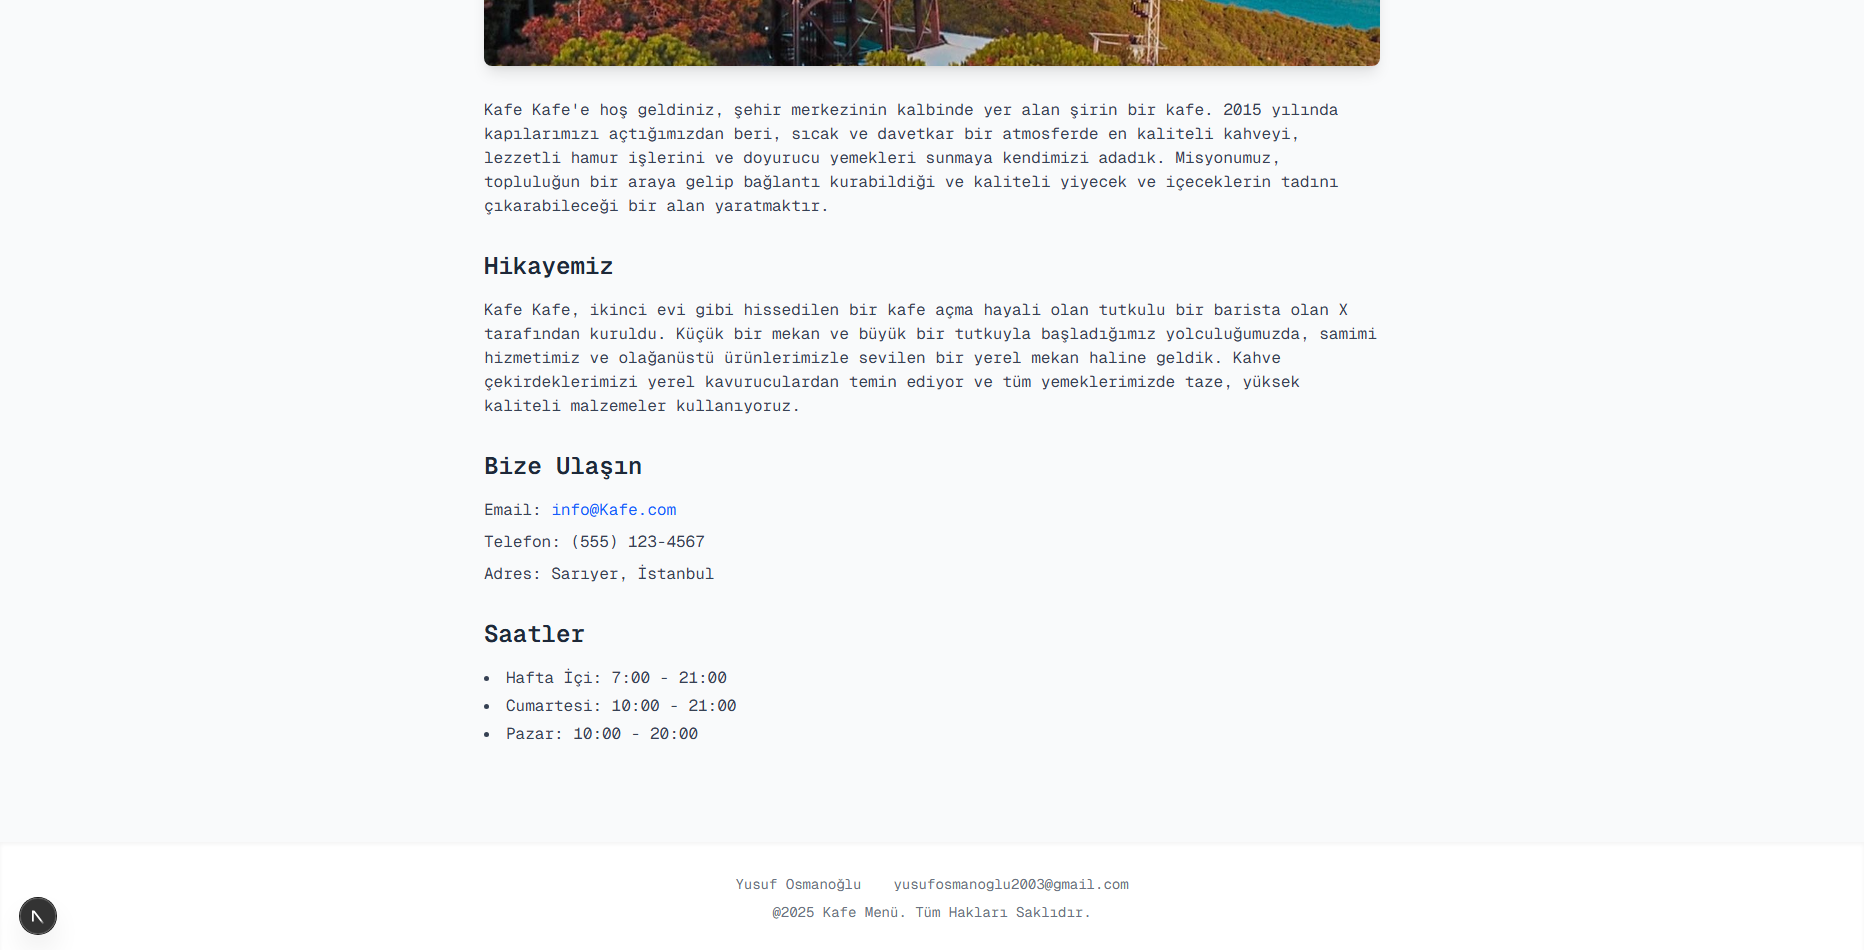 Kafe Kafe'e hoş geldiniz, şehir merkezinin kalbinde yer alan şirin bir kafe. 2015 yılında
kapılarımızı açtığımızdan beri, sıcak ve davetkar bir atmosferde en kaliteli kahveyi,
lezzetli hamur işlerini ve doyurucu yemekleri sunmaya kendimizi adadık. Misyonumuz,
topluluğun bir araya gelip bağlantı kurabildiği ve kaliteli yiyecek ve içeceklerin tadını
çıkarabileceği bir alan yaratmaktır.
Hikayemiz
Kafe Kafe, ikinci evi gibi hissedilen bir kafe açma hayali olan tutkulu bir barista olan X
tarafından kuruldu. Küçük bir mekan ve büyük bir tutkuyla başladığımız yolculuğumuzda, samimi
hizmetimiz ve olağanüstü ürünlerimizle sevilen bir yerel mekan haline geldik. Kahve
çekirdeklerimizi yerel kavuruculardan temin ediyor ve tüm yemeklerimizde taze, yüksek
kaliteli malzemeler kullanıyoruz.
Bize Ulaşın
Email: info@Kafe.com
Telefon: (555) 123-4567
Adres: Sarıyer, İstanbul
Saatler
• Hafta İçi: 7:00 - 21:00
• Cumartesi: 10:00 - 21:00
• Pazar: 10:00 - 20:00
Yusuf Osmanoğlu yusufosmanoglu2003@gmail.com
@2025 Kafe Menü. Tüm Hakları Saklıdır.